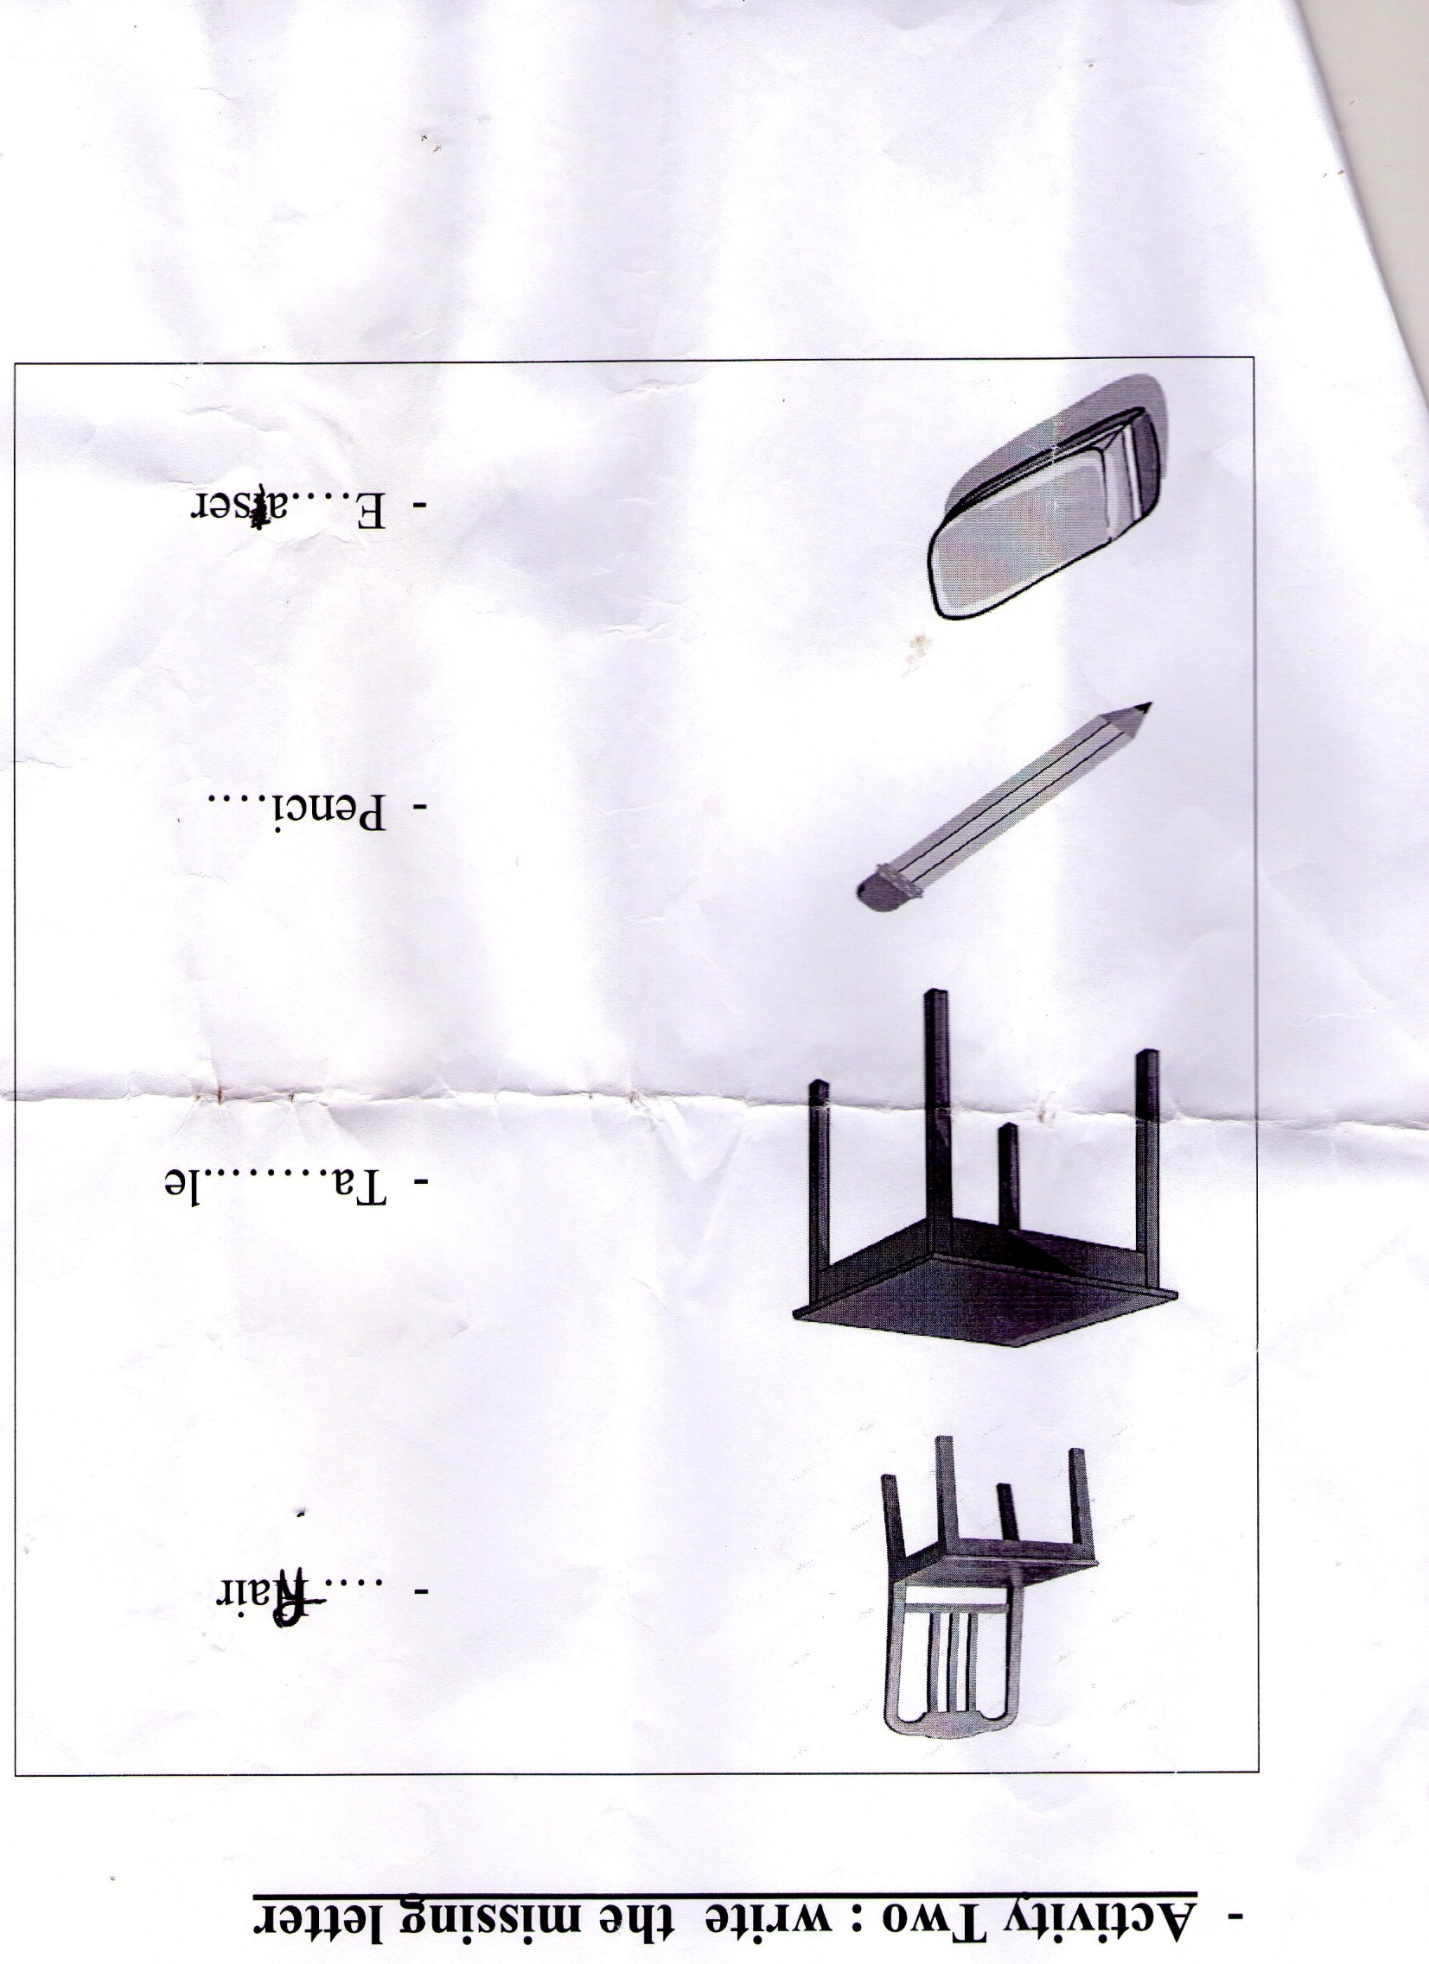 - Activity Two : write the missing letter
- .... hair
- Ta........le
- Penci....
- E.....aser